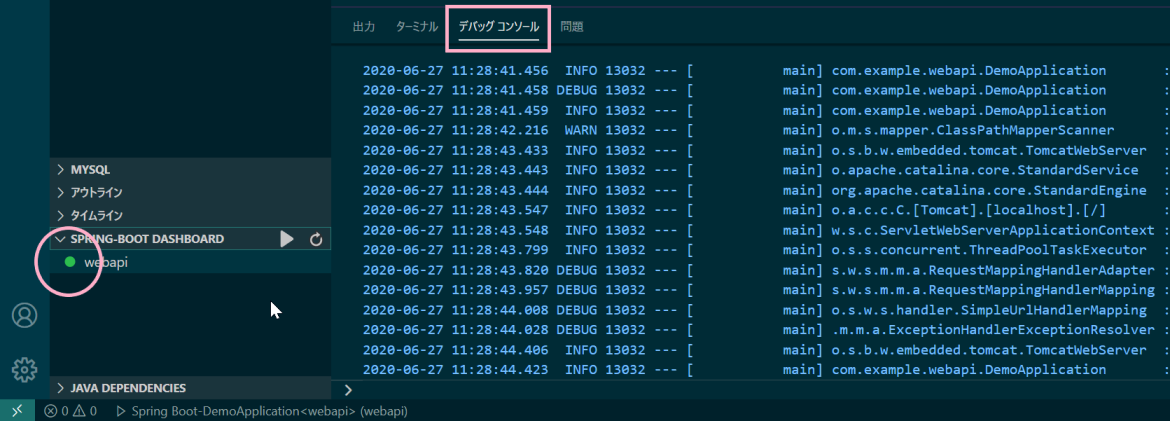 出力 ターミナル デバッグ コンソール 問題
2020-06-27 11:28:41.456  INFO 13032 --- [           main] com.example.webapi.DemoApplication       :
2020-06-27 11:28:41.458 DEBUG 13032 --- [           main] com.example.webapi.DemoApplication       :
2020-06-27 11:28:41.459  INFO 13032 --- [           main] com.example.webapi.DemoApplication       :
2020-06-27 11:28:42.216  WARN 13032 --- [           main] o.m.s.mapper.ClassPathMapperScanner      :
2020-06-27 11:28:43.433  INFO 13032 --- [           main] o.s.b.w.embedded.tomcat.TomcatWebServer  :
2020-06-27 11:28:43.443  INFO 13032 --- [           main] o.apache.catalina.core.StandardService   :
2020-06-27 11:28:43.444  INFO 13032 --- [           main] org.apache.catalina.core.StandardEngine  :
2020-06-27 11:28:43.547  INFO 13032 --- [           main] o.a.c.c.C.[Tomcat].[localhost].[/]       :
2020-06-27 11:28:43.548  INFO 13032 --- [           main] w.s.c.ServletWebServerApplicationContext :
2020-06-27 11:28:43.799  INFO 13032 --- [           main] o.s.s.concurrent.ThreadPoolTaskExecutor  :
2020-06-27 11:28:43.820 DEBUG 13032 --- [           main] s.w.s.m.m.a.RequestMappingHandlerAdapter :
2020-06-27 11:28:43.957 DEBUG 13032 --- [           main] s.w.s.m.m.a.RequestMappingHandlerMapping :
2020-06-27 11:28:44.008 DEBUG 13032 --- [           main] o.s.w.s.handler.SimpleUrlHandlerMapping  :
2020-06-27 11:28:44.028 DEBUG 13032 --- [           main] .m.m.a.ExceptionHandlerExceptionResolver :
2020-06-27 11:28:44.406  INFO 13032 --- [           main] o.s.b.w.embedded.tomcat.TomcatWebServer  :
2020-06-27 11:28:44.423  INFO 13032 --- [           main] com.example.webapi.DemoApplication       :
MYSQL
アウトライン
タイムライン
SPRING-BOOT DASHBOARD
webapi
JAVA DEPENDENCIES
0 0 Spring Boot-DemoApplication<webapi> (webapi)